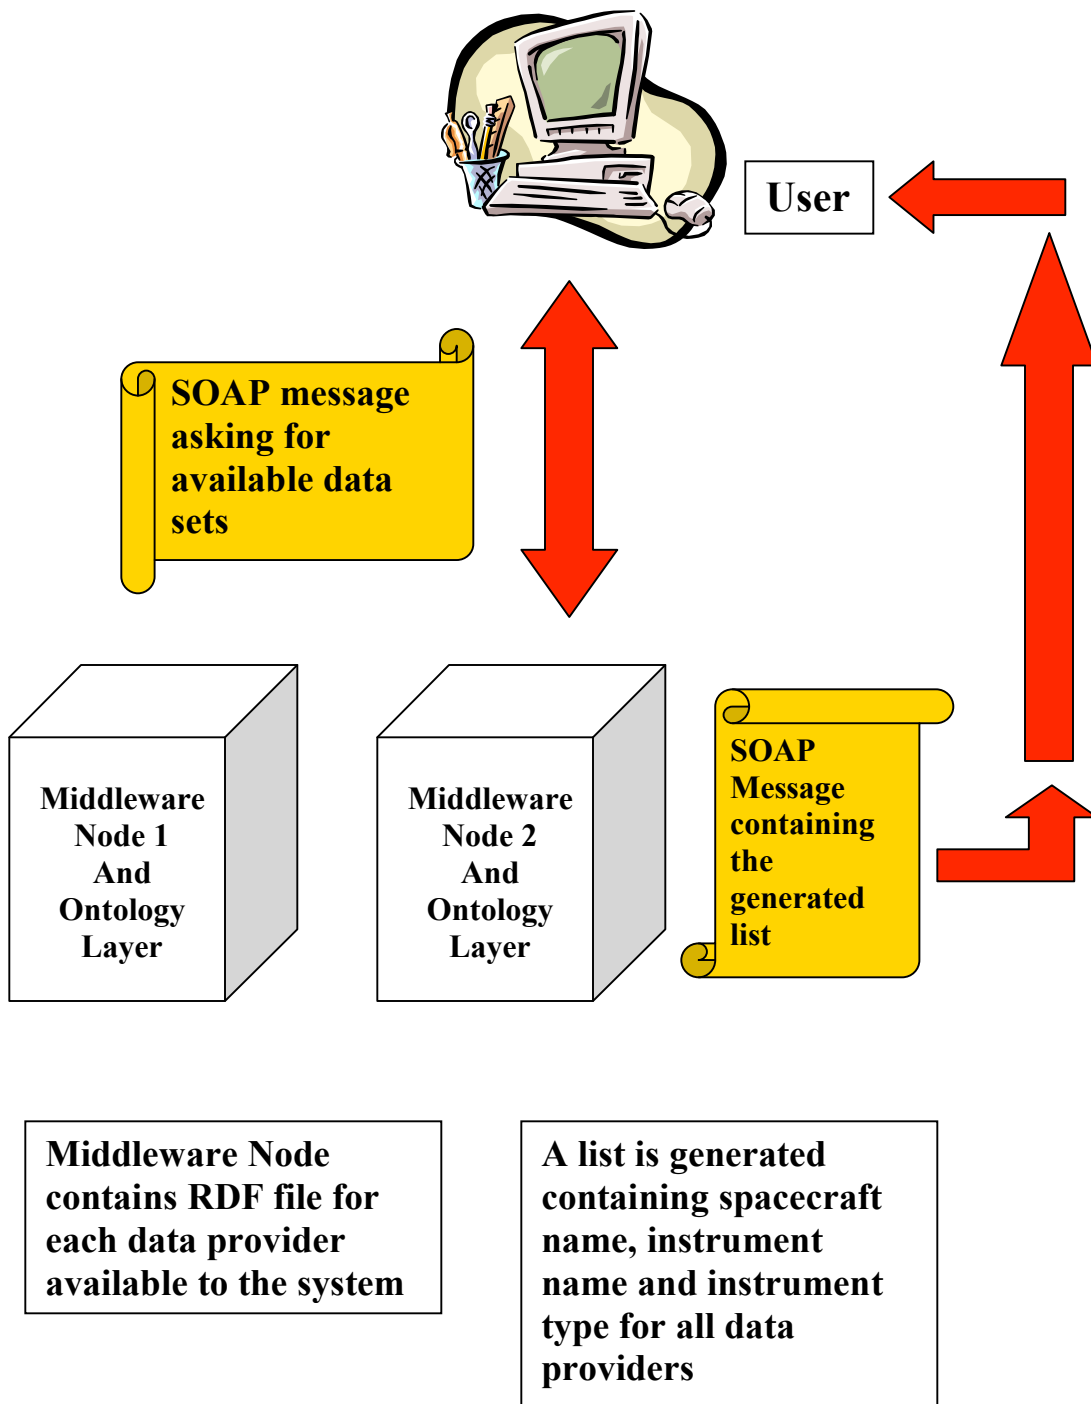 User
SOAP message
asking for
available data
sets
Middleware
Node 1
And
Ontology
Layer
Middleware
Node 2
And
Ontology
Layer
SOAP
Message
containing
the
generated
list
Middleware Node
contains RDF file for
each data provider
available to the system
A list is generated
containing spacecraft
name, instrument
name and instrument
type for all data
providers